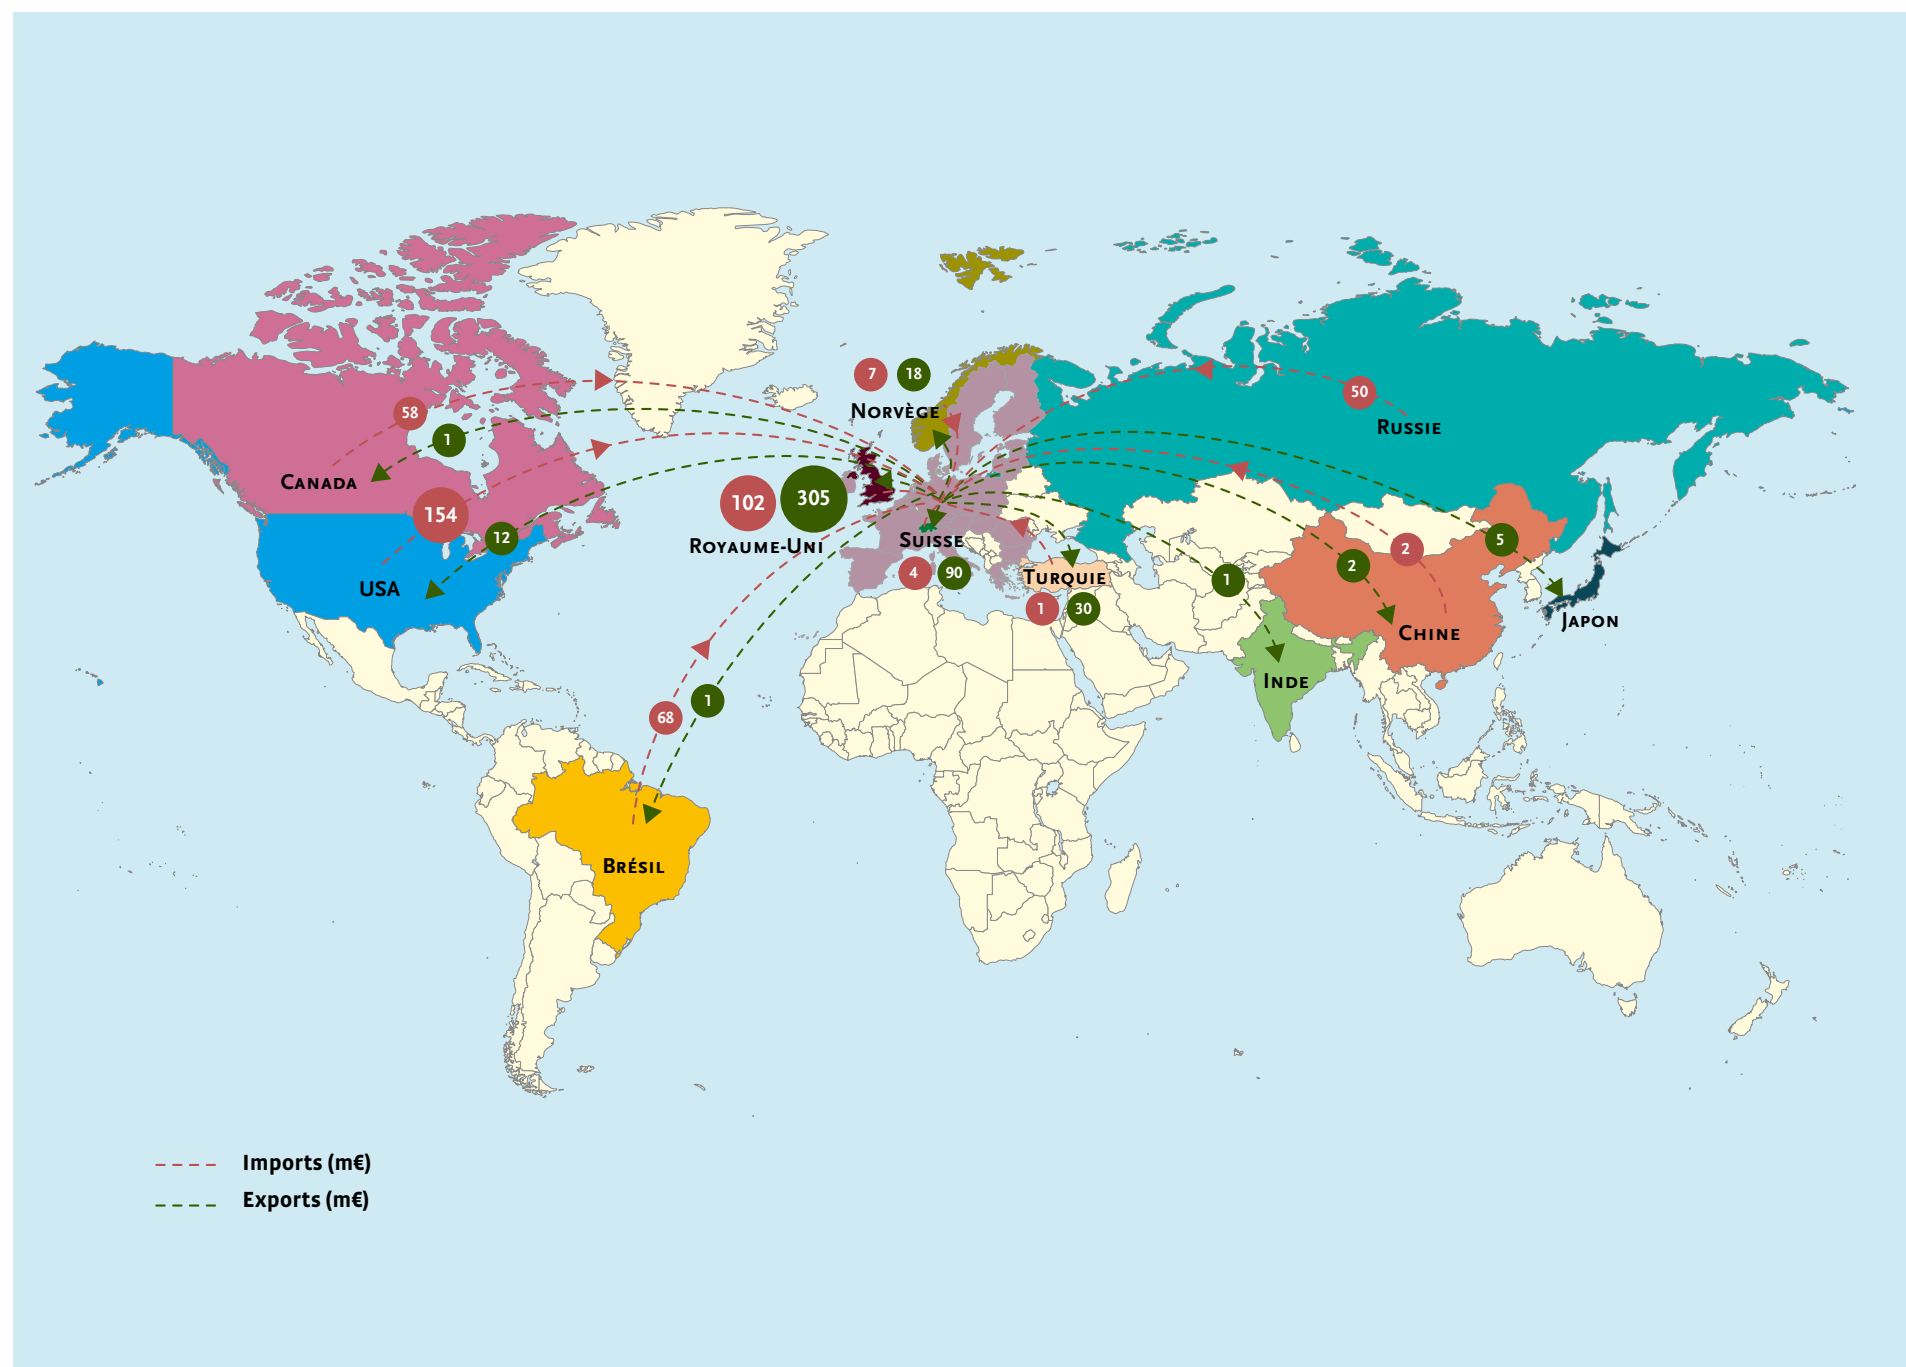 7 18
NORVÈGE
50
RUSSIE
58
1
CANADA
154
12
USA
102 305
ROYAUME-UNI
SUISSE
4 90
TURQUIE
1 30
1
2
2
5
JAPON
CHINE
INDE
68
1
BRÉSIL
Imports (m€)
Exports (m€)